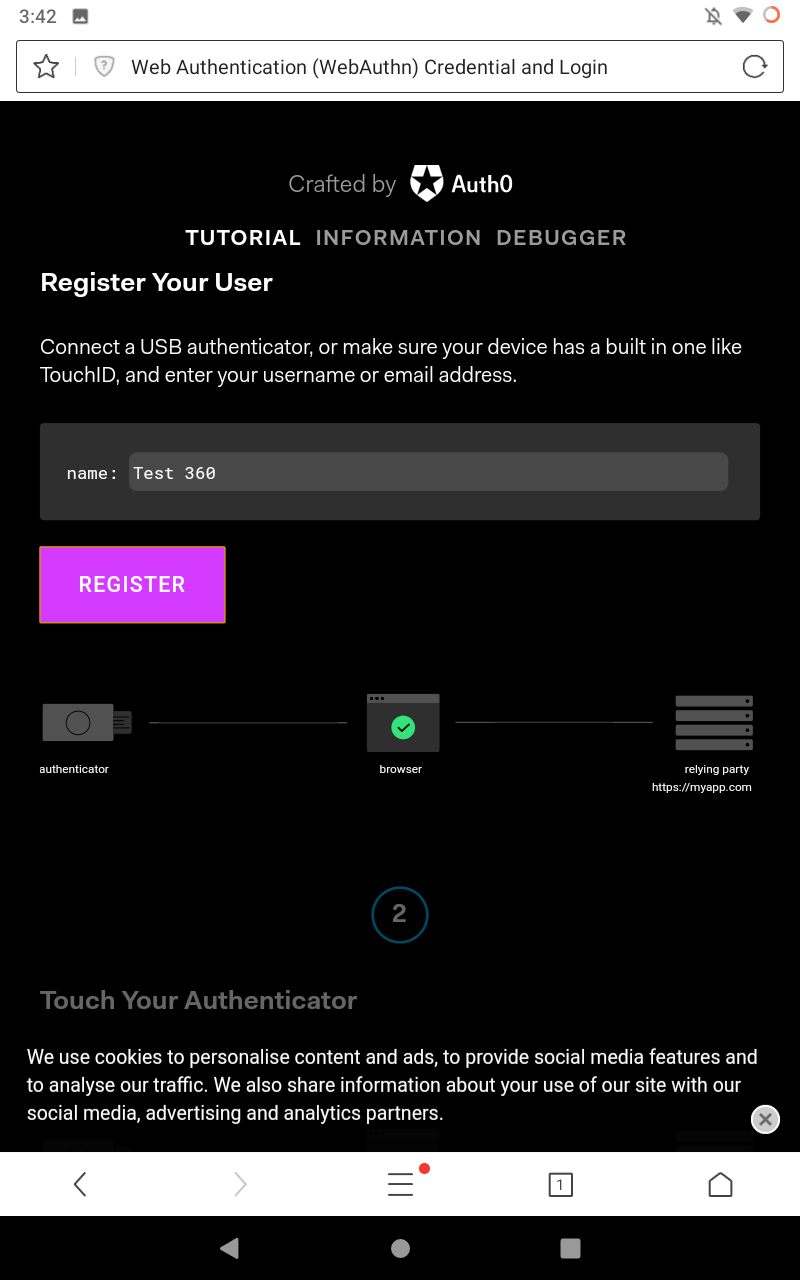 3:42
Web Authentication (WebAuthn) Credential and Login
Crafted by Auth0
TUTORIAL INFORMATION DEBUGGER
Register Your User
Connect a USB authenticator, or make sure your device has a built in one like
TouchID, and enter your username or email address.
name: Test 360
REGISTER
authenticator browser relying party
https://myapp.com
2
Touch Your Authenticator
We use cookies to personalise content and ads, to provide social media features and
to analyse our traffic. We also share information about your use of our site with our
social media, advertising and analytics partners.
1